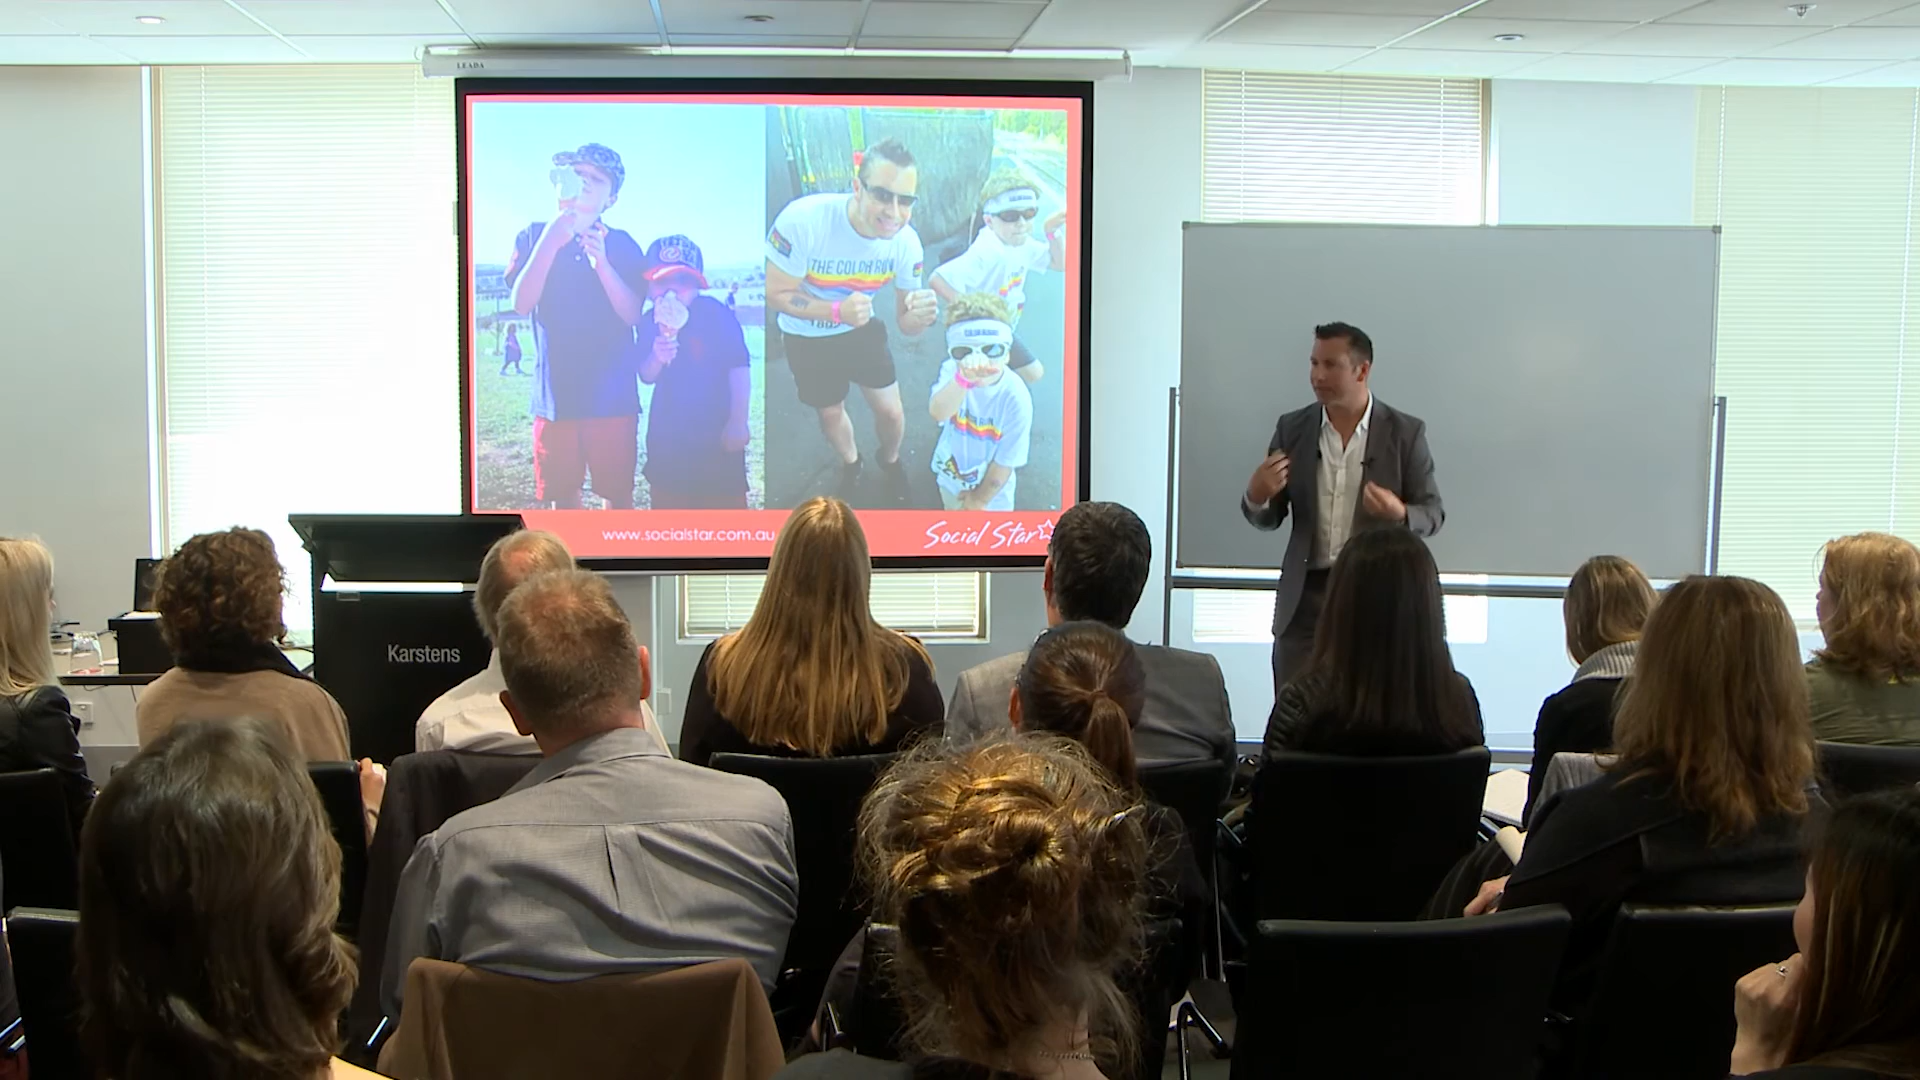 LEADA
THE COLOR RUN
www.socialstar.com.au
Social Star
Karstens